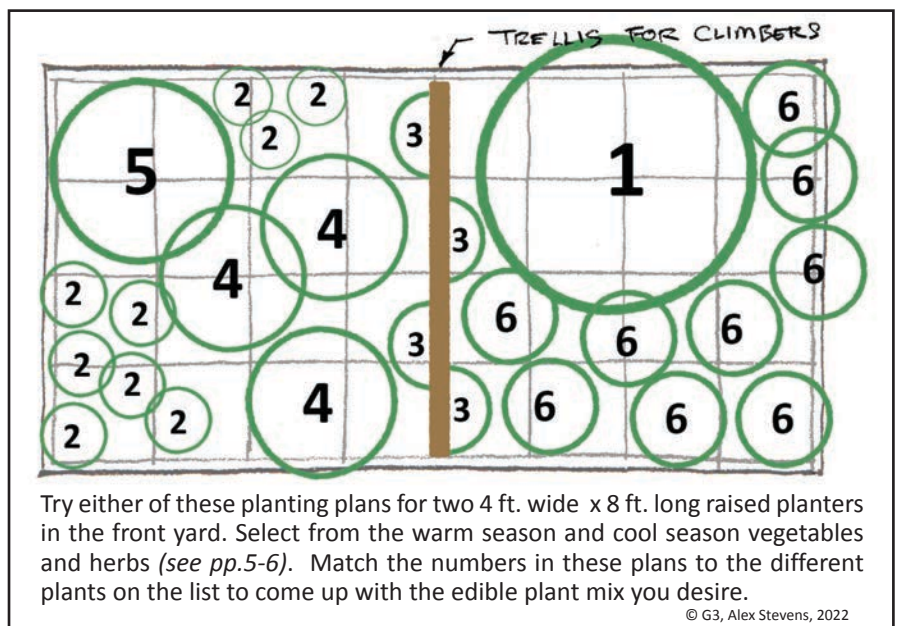 TRELLIS FOR CLIMBERS
2 2
5 2 3 1 6
6
4 3
4
2 2 6
6 6 6
2 3
2
4 6
2 2 3 6 6
Try either of these planting plans for two 4 ft. wide x 8 ft. long raised planters
in the front yard. Select from the warm season and cool season vegetables
and herbs (see pp.5-6). Match the numbers in these plans to the different
plants on the list to come up with the edible plant mix you desire.
© G3, Alex Stevens, 2022